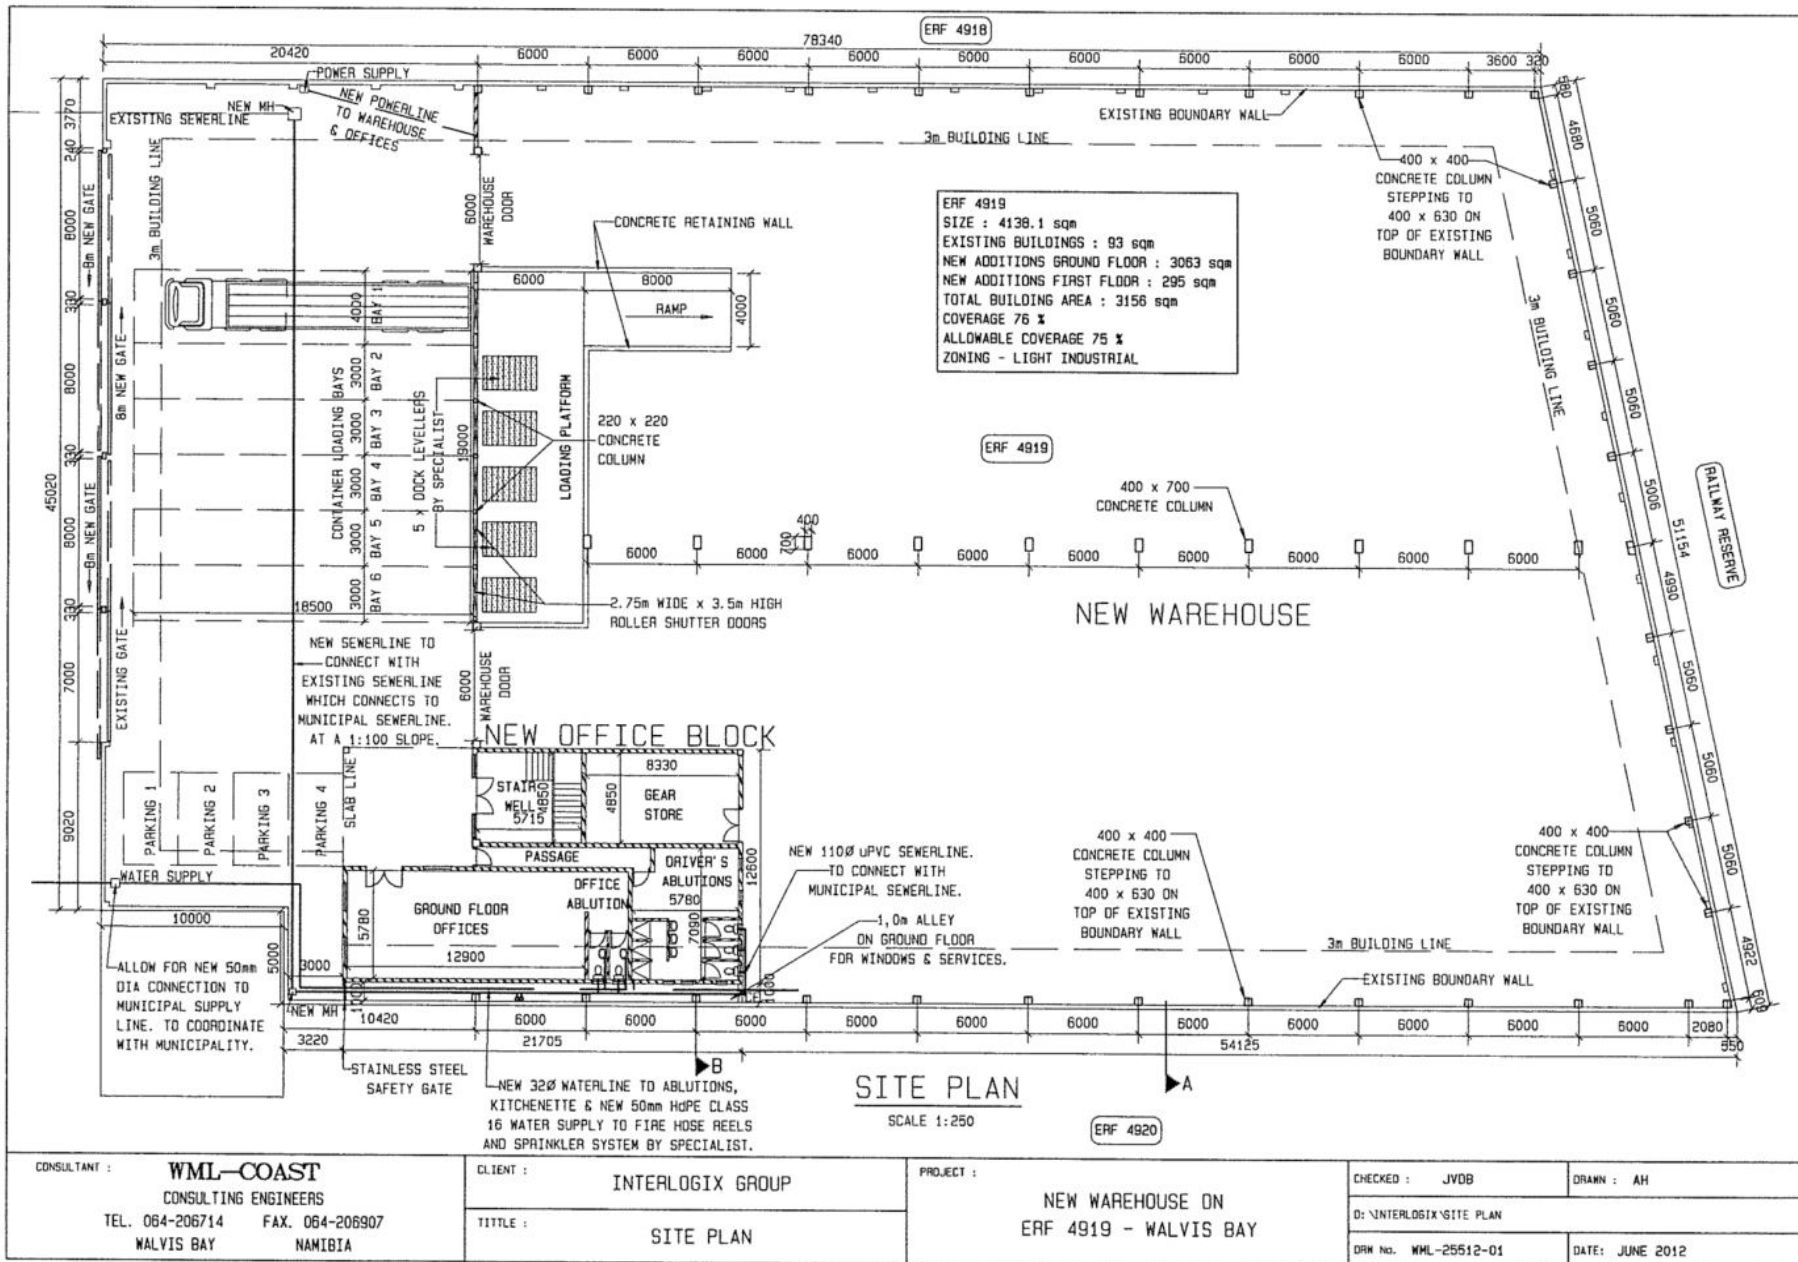 ERF 4918
78340
20420
6000
6000
6000
6000
6000
6000
6000
6000
6000
3600
320
POWER SUPPLY
NEW POWERLINE
TO WAREHOUSE
& OFFICES
NEW MH
EXISTING SEWERLINE
EXISTING BOUNDARY WALL
3m BUILDING LINE
3m BUILDING LINE
3m BUILDING LINE
3m BUILDING LINE
45020
3770
240
8000
330
8000
330
8000
330
7000
9020
8m NEW GATE
8m NEW GATE
8m NEW GATE
EXISTING GATE
6000
WAREHOUSE
DOOR
CONCRETE RETAINING WALL
6000
8000
RAMP
4000
ERF 4919
SIZE : 4138.1 sqm
EXISTING BUILDINGS : 93 sqm
NEW ADDITIONS GROUND FLOOR : 3063 sqm
NEW ADDITIONS FIRST FLOOR : 295 sqm
TOTAL BUILDING AREA : 3156 sqm
COVERAGE 76 %
ALLOWABLE COVERAGE 75 %
ZONING - LIGHT INDUSTRIAL
400 x 400
CONCRETE COLUMN
STEPPING TO
400 x 630 ON
TOP OF EXISTING
BOUNDARY WALL
580
4680
5060
5060
5060
5006
51154
4990
5060
5060
5060
4922
609
RAILWAY RESERVE
CONTAINER LOADING BAYS
4000
BAY 1
3000
BAY 2
3000
BAY 3
3000
BAY 4
3000
BAY 5
3000
BAY 6
18500
5 x DOCK LEVELLERS
BY SPECIALIST
19000
LOADING PLATFORM
220 x 220
CONCRETE
COLUMN
ERF 4919
400 x 700
CONCRETE COLUMN
400
700
6000
6000
6000
6000
6000
6000
6000
6000
6000
2.75m WIDE x 3.5m HIGH
ROLLER SHUTTER DOORS
NEW WAREHOUSE
NEW SEWERLINE TO
CONNECT WITH
EXISTING SEWERLINE
WHICH CONNECTS TO
MUNICIPAL SEWERLINE.
AT A 1:100 SLOPE.
6000
WAREHOUSE
DOOR
NEW OFFICE BLOCK
PARKING 1
PARKING 2
PARKING 3
PARKING 4
SLAB LINE
STAIR
WELL
4850
5715
8330
4850
GEAR
STORE
PASSAGE
DRIVER'S
ABLUTIONS
5780
7090
12600
OFFICE
ABLUTION
GROUND FLOOR
OFFICES
5780
12900
WATER SUPPLY
10000
5000
3000
1000
1000
NEW 110Ø uPVC SEWERLINE.
TO CONNECT WITH
MUNICIPAL SEWERLINE.
1,0m ALLEY
ON GROUND FLOOR
FOR WINDOWS & SERVICES.
400 x 400
CONCRETE COLUMN
STEPPING TO
400 x 630 ON
TOP OF EXISTING
BOUNDARY WALL
400 x 400
CONCRETE COLUMN
STEPPING TO
400 x 630 ON
TOP OF EXISTING
BOUNDARY WALL
3m BUILDING LINE
EXISTING BOUNDARY WALL
ALLOW FOR NEW 50mm
DIA CONNECTION TO
MUNICIPAL SUPPLY
LINE. TO COORDINATE
WITH MUNICIPALITY.
NEW MH
10420
6000
6000
6000
6000
6000
6000
6000
6000
6000
6000
6000
2080
3220
21705
54125
550
STAINLESS STEEL
SAFETY GATE
B
A
NEW 32Ø WATERLINE TO ABLUTIONS,
KITCHENETTE & NEW 50mm HdPE CLASS
16 WATER SUPPLY TO FIRE HOSE REELS
AND SPRINKLER SYSTEM BY SPECIALIST.
SITE PLAN
SCALE 1:250
ERF 4920
CONSULTANT :
WML-COAST
CONSULTING ENGINEERS
TEL. 064-206714 FAX. 064-206907
WALVIS BAY NAMIBIA
CLIENT :
INTERLOGIX GROUP
TITTLE :
SITE PLAN
PROJECT :
NEW WAREHOUSE ON
ERF 4919 - WALVIS BAY
CHECKED : JVDB
DRAWN : AH
D: \INTERLOGIX\SITE PLAN
DRW No. WML-25512-01
DATE: JUNE 2012